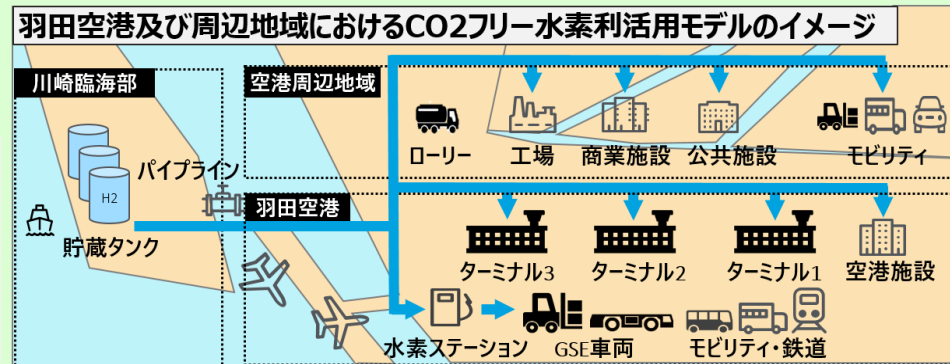 羽田空港及び周辺地域におけるCO2フリー水素利活用モデルのイメージ
川崎臨海部
空港周辺地域
ローリー
工場
商業施設
公共施設
モビリティ
パイプライン
H2
貯蔵タンク
羽田空港
ターミナル3
ターミナル2
ターミナル1
空港施設
水素ステーション
GSE車両
モビリティ・鉄道